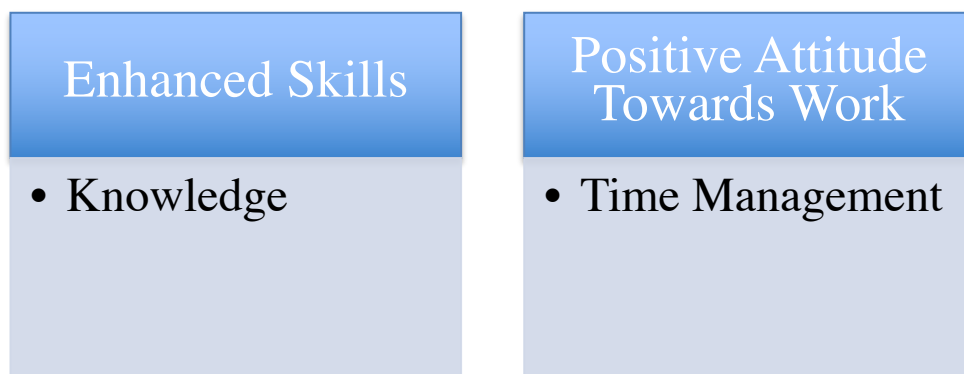 Enhanced Skills
• Knowledge
Positive Attitude
Towards Work
• Time Management